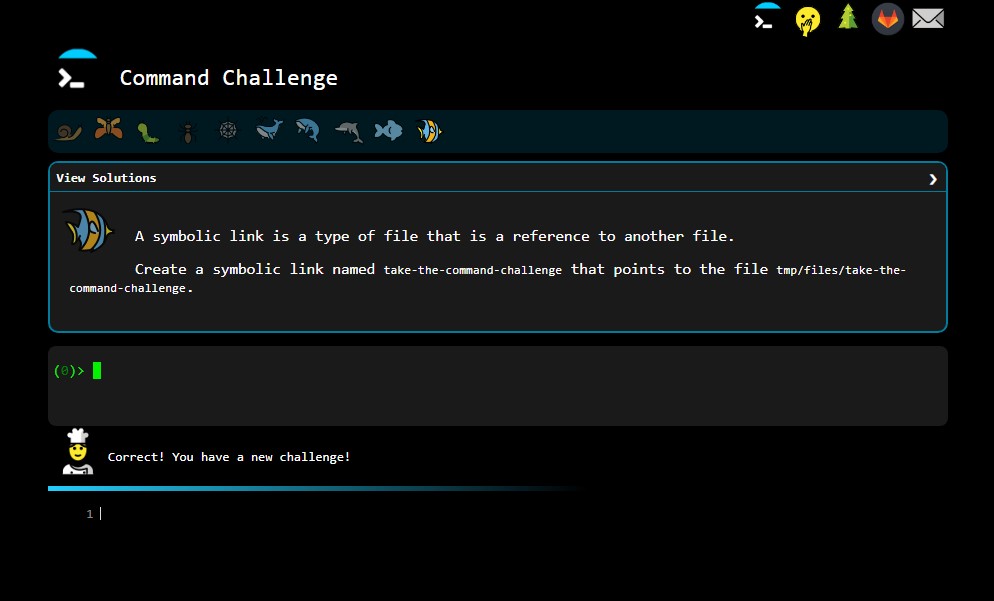 Command Challenge
View Solutions
A symbolic link is a type of file that is a reference to another file.
Create a symbolic link named take-the-command-challenge that points to the file tmp/files/take-the-
command-challenge.
(0)>
Correct! You have a new challenge!
1